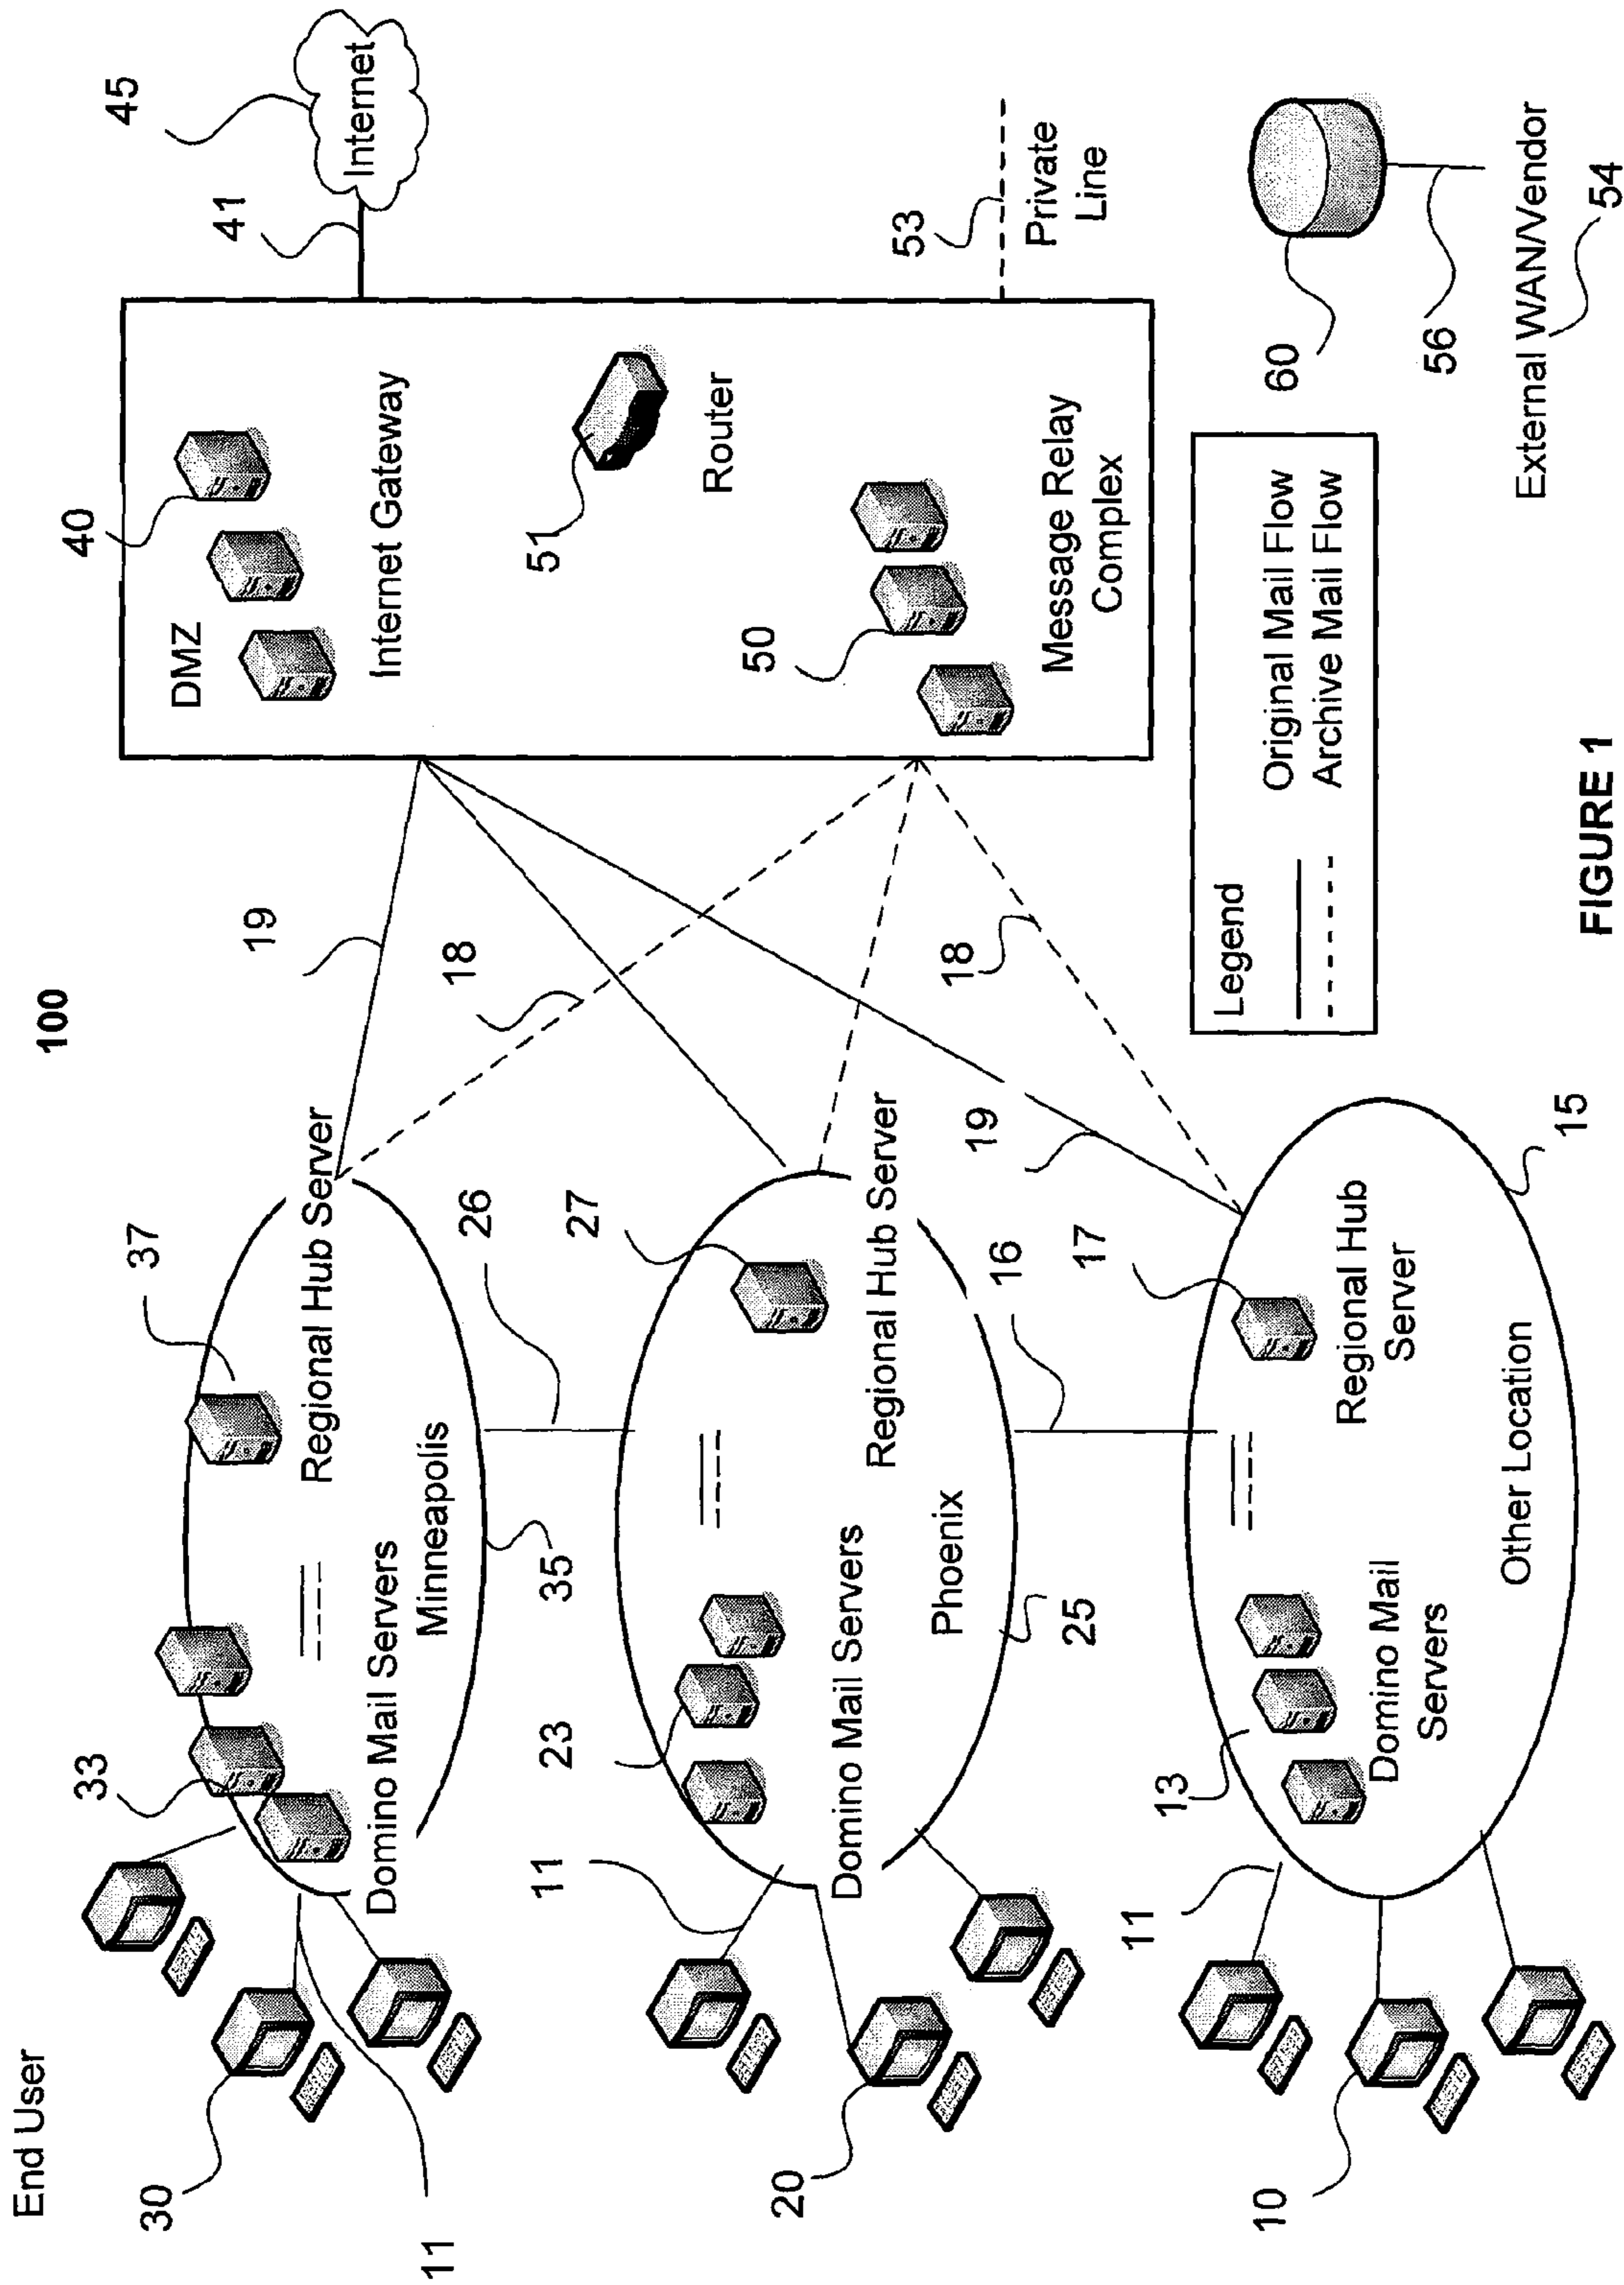 100
End User
30
33
37
19
DMZ
40
45
Internet
41
Internet Gateway
Regional Hub Server
Domino Mail Servers
Minneapolis
11
35
26
18
51
Router
53
Private
Line
50
Message Relay
Complex
11
23
27
20
Domino Mail Servers
Regional Hub Server
Phoenix
25
16
19
18
11
13
17
10
Domino Mail
Servers
Regional Hub
Server
Other Location
15
Legend
Original Mail Flow
Archive Mail Flow
60
56
External WAN/Vendor
54
FIGURE 1